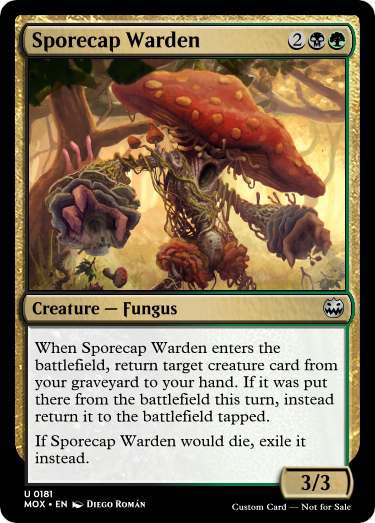 Sporecap Warden 2
Creature — Fungus
When Sporecap Warden enters the
battlefield, return target creature card from
your graveyard to your hand. If it was put
there from the battlefield this turn, instead
return it to the battlefield tapped.
If Sporecap Warden would die, exile it
instead.
3/3
U 0181
MOX • EN Diego Román
Custom Card — Not for Sale